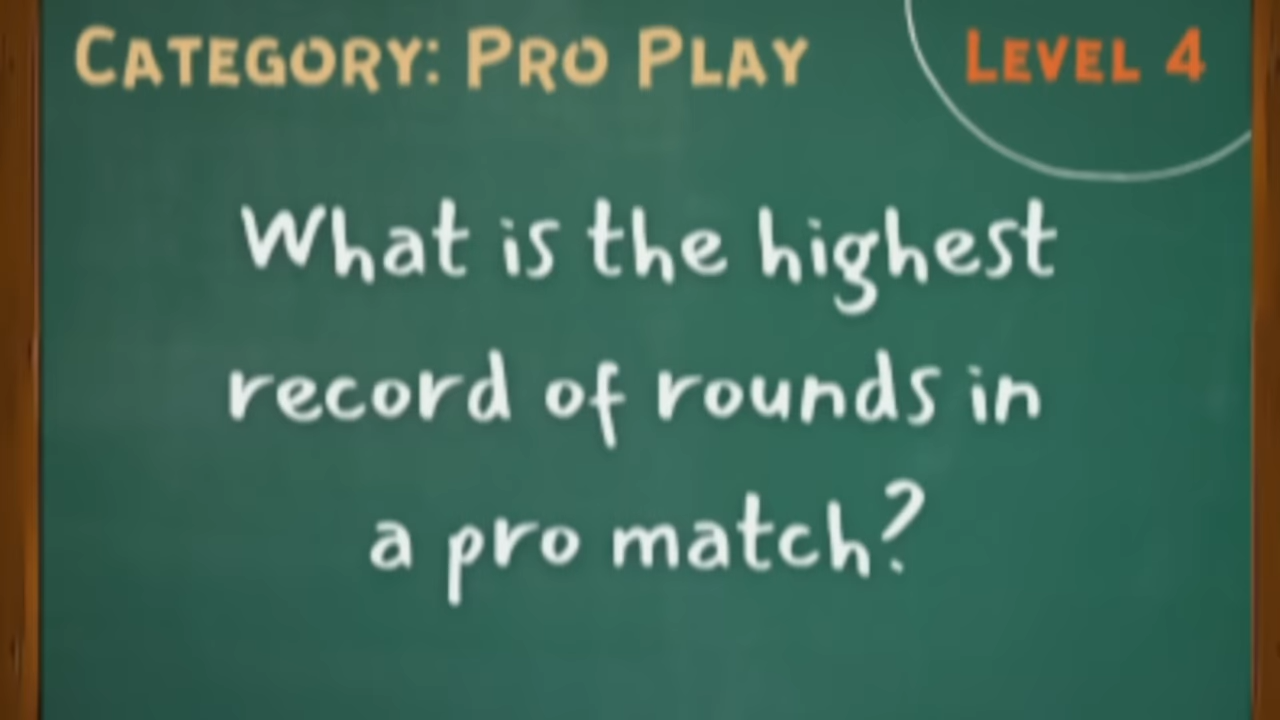 Category: Pro Play
Level 4
What is the highest
record of rounds in
a pro match?